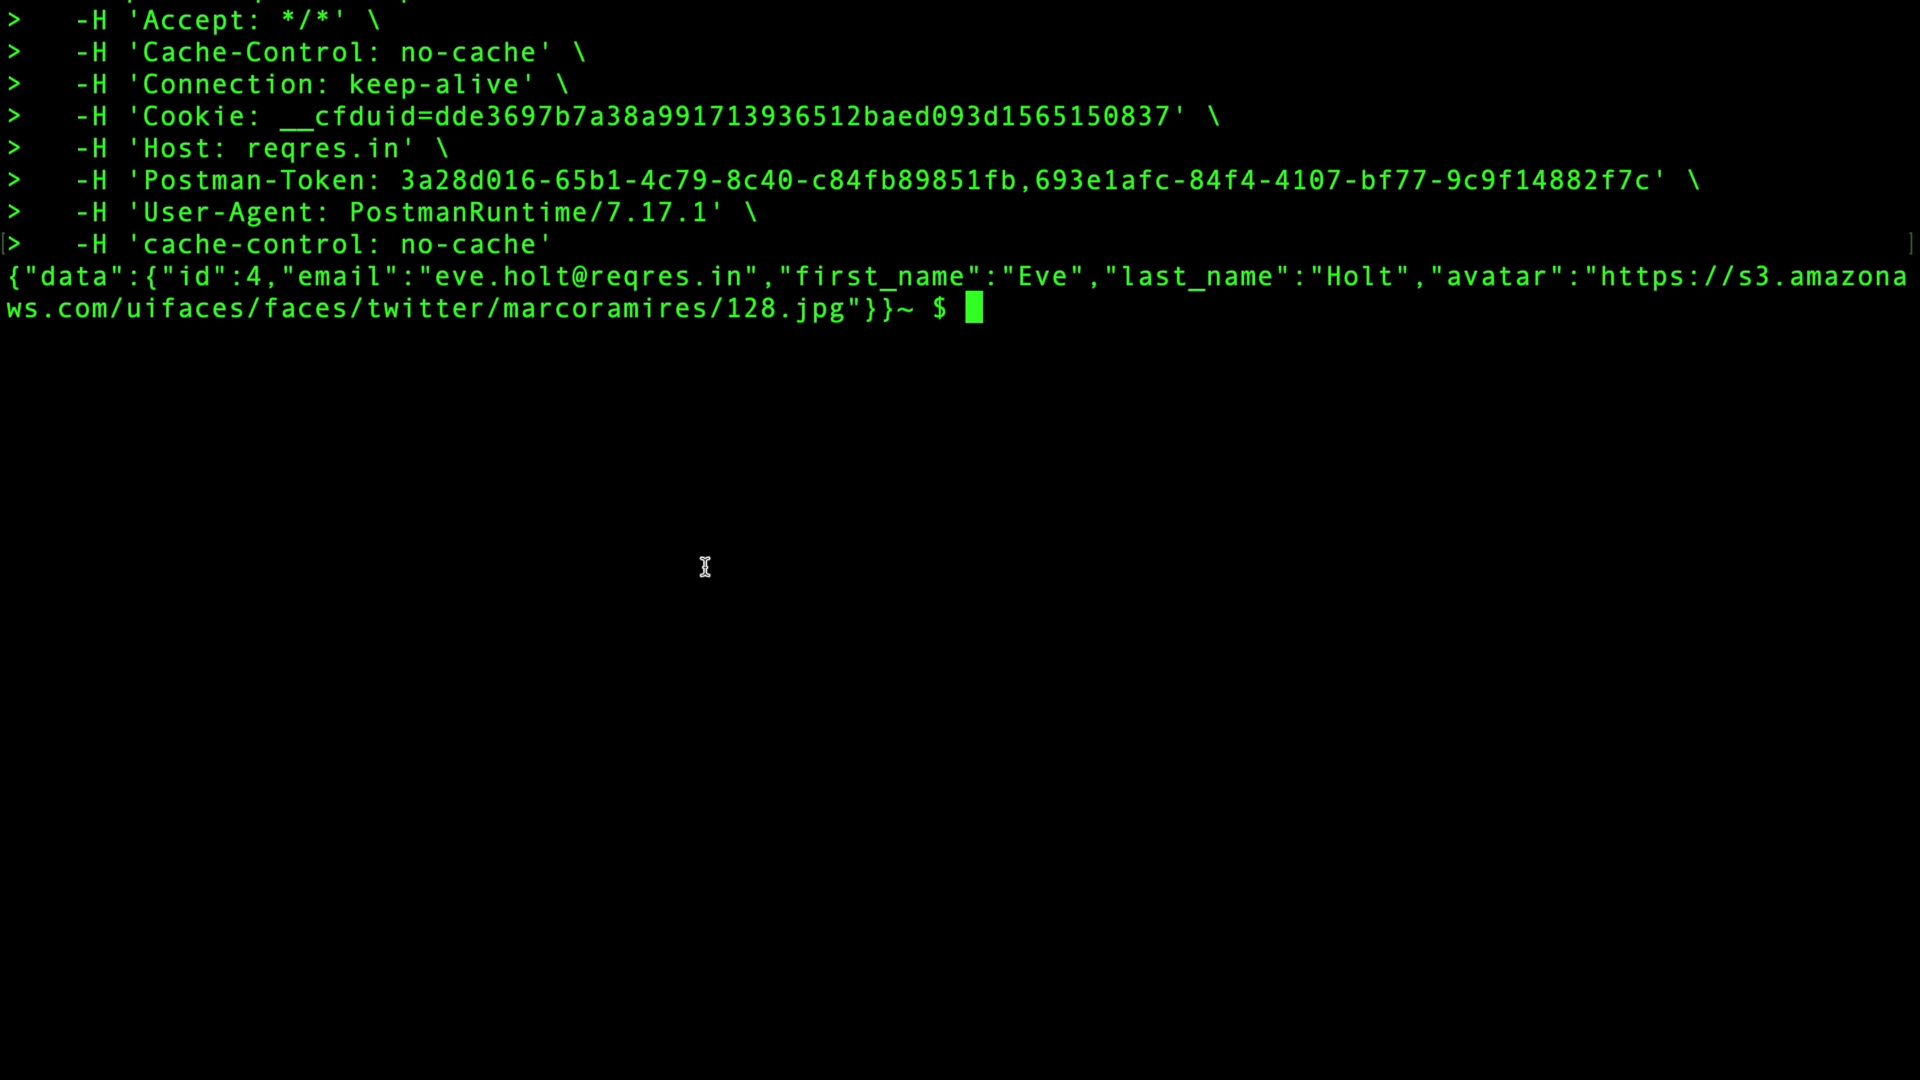 >    -H 'Accept: */*' \
>    -H 'Cache-Control: no-cache' \
>    -H 'Connection: keep-alive' \
>    -H 'Cookie: __cfduid=dde3697b7a38a991713936512baed093d1565150837' \
>    -H 'Host: reqres.in' \
>    -H 'Postman-Token: 3a28d016-65b1-4c79-8c40-c84fb89851fb,693e1afc-84f4-4107-bf77-9c9f14882f7c' \
>    -H 'User-Agent: PostmanRuntime/7.17.1' \
[>    -H 'cache-control: no-cache' ]
{"data":{"id":4,"email":"eve.holt@reqres.in","first_name":"Eve","last_name":"Holt","avatar":"https://s3.amazona
ws.com/uifaces/faces/twitter/marcoramires/128.jpg"}}~ $